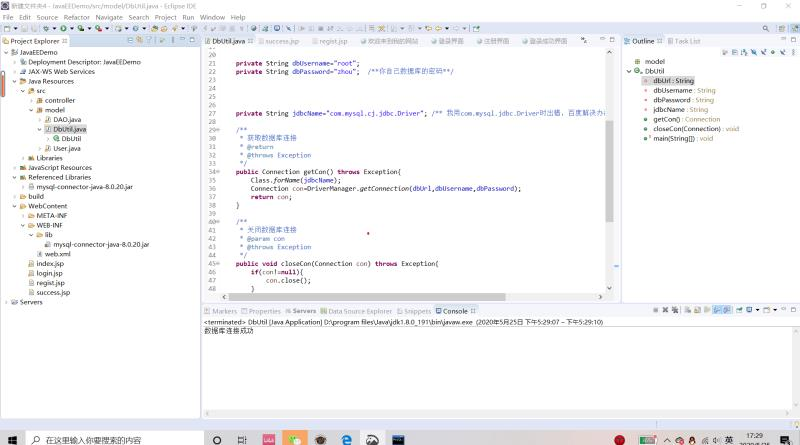 新建文件夹4 - JavaEEDemo/src/model/DbUtil.java - Eclipse IDE
File Edit Source Refactor Navigate Search Project Run Window Help
Project Explorer
JavaEEDemo
Deployment Descriptor: JavaEEDemo
JAX-WS Web Services
Java Resources
src
controller
model
DAO.java
DbUtil.java
DbUtil
User.java
Libraries
JavaScript Resources
Referenced Libraries
mysql-connector-java-8.0.20.jar
build
WebContent
META-INF
WEB-INF
lib
mysql-connector-java-8.0.20.jar
web.xml
index.jsp
login.jsp
regist.jsp
success.jsp
Servers
DbUtil.java success.jsp regist.jsp 欢迎来到我的网站 登录界面 注册界面 登录成功界面
20
21 private String dbUsername="root";
22 private String dbPassword="zhou"; /**你自己数据库的密码**/
23
24
25
26
27 private String jdbcName="com.mysql.cj.jdbc.Driver"; /** 我用com.mysql.jdbc.Driver时出错，百度解决办
28
29 /**
30 * 获取数据库连接
31 * @return
32 * @throws Exception
33 */
34 public Connection getCon() throws Exception{
35 Class.forName(jdbcName);
36 Connection con=DriverManager.getConnection(dbUrl,dbUsername,dbPassword);
37 return con;
38 }
39
40 /**
41 * 关闭数据库连接
42 * @param con
43 * @throws Exception
44 */
45 public void closeCon(Connection con) throws Exception{
46 if(con!=null){
47 con.close();
48 }
Outline Task List
model
DbUtil
dbUrl : String
dbUsername : String
dbPassword : String
jdbcName : String
getCon() : Connection
closeCon(Connection) : void
main(String[]) : void
Markers Properties Servers Data Source Explorer Snippets Console
<terminated> DbUtil [Java Application] D:\program files\Java\jdk1.8.0_191\bin\javaw.exe (2020年5月25日 下午5:29:07 – 下午5:29:10)
数据库连接成功
在这里输入你要搜索的内容
英
17:29